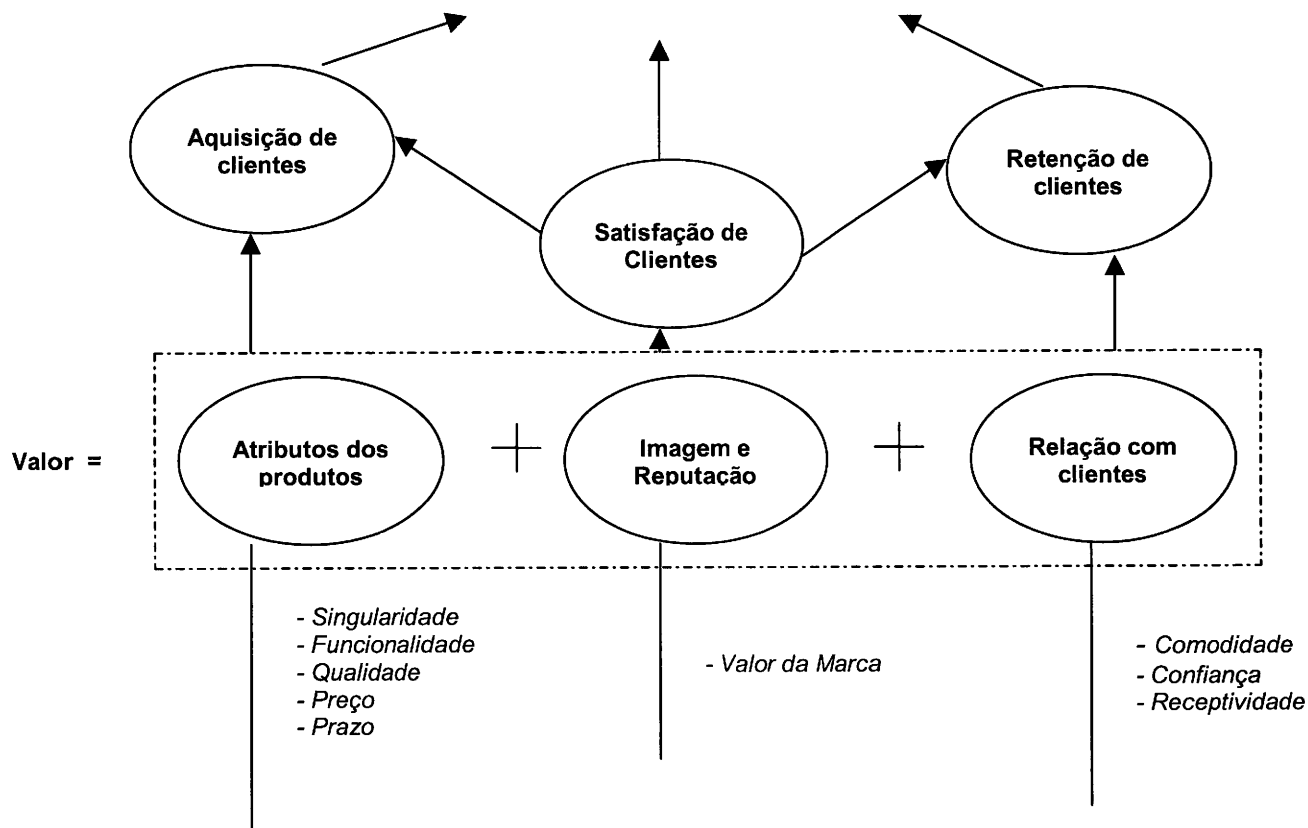 Aquisição de
clientes
Retenção de
clientes
Satisfação de
Clientes
Valor =
Atributos dos
produtos
+
Imagem e
Reputação
+
Relação com
clientes
- Singularidade
- Funcionalidade
- Qualidade
- Preço
- Prazo
- Valor da Marca
- Comodidade
- Confiança
- Receptividade